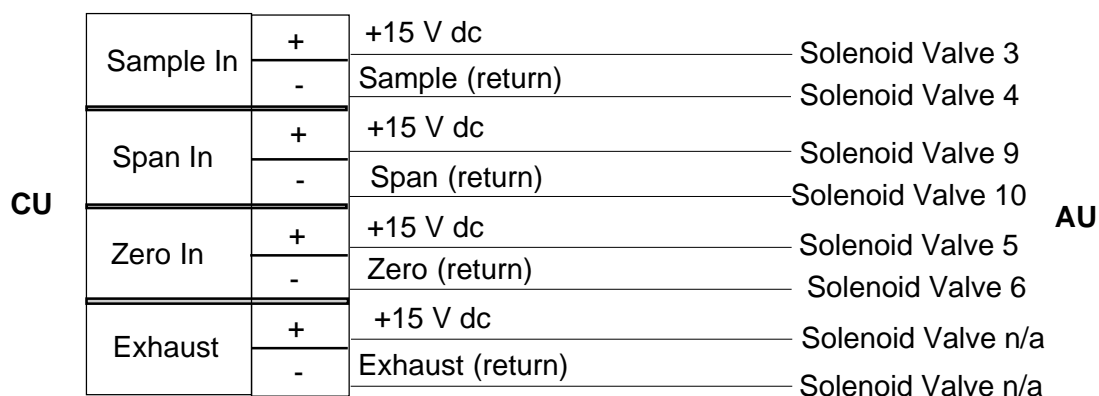 Sample In + +15 V dc Solenoid Valve 3
- Sample (return) Solenoid Valve 4
Span In + +15 V dc Solenoid Valve 9
- Span (return) Solenoid Valve 10
CU AU
Zero In + +15 V dc Solenoid Valve 5
- Zero (return) Solenoid Valve 6
Exhaust + +15 V dc Solenoid Valve n/a
- Exhaust (return) Solenoid Valve n/a